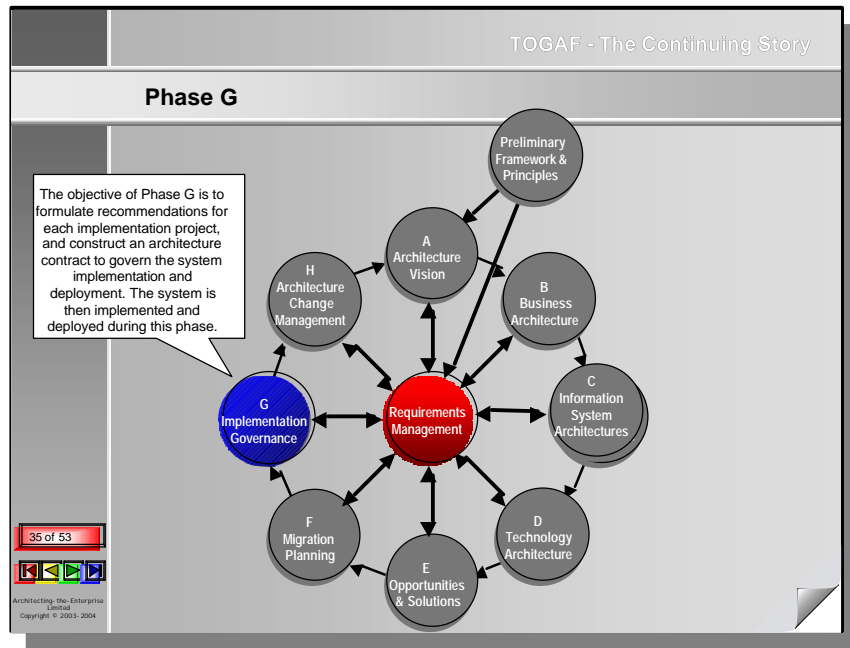 TOGAF - The Continuing Story
Phase G
The objective of Phase G is to
formulate recommendations for
each implementation project,
and construct an architecture
contract to govern the system
implementation and
deployment. The system is
then implemented and
deployed during this phase.
Preliminary
Framework &
Principles
A
Architecture
Vision
B
Business
Architecture
C
Information
System
Architectures
D
Technology
Architecture
E
Opportunities
& Solutions
F
Migration
Planning
G
Implementation
Governance
H
Architecture
Change
Management
Requirements
Management
35 of 53
Architecting-the-Enterprise
Limited
Copyright © 2003-2004